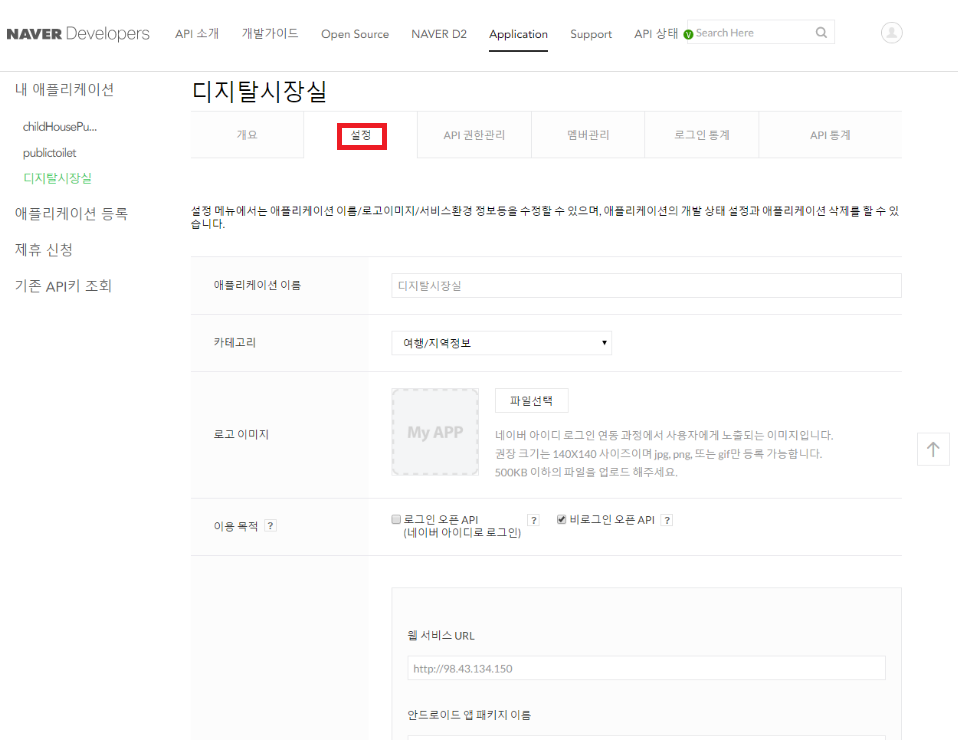 NAVER Developers
API 소개
개발가이드
Open Source
NAVER D2
Application
Support
API 상태
Search Here
내 애플리케이션
childHousePu...
publictoilet
디지탈시장실
애플리케이션 등록
제휴 신청
기존 API키 조회
디지탈시장실
개요
설정
API 권한관리
멤버관리
로그인 통계
API 통계
설정 메뉴에서는 애플리케이션 이름/로고이미지/서비스환경 정보등을 수정할 수 있으며, 애플리케이션의 개발 상태 설정과 애플리케이션 삭제를 할 수 있
습니다.
애플리케이션 이름
디지탈시장실
카테고리
여행/지역정보
로고 이미지
My APP
파일선택
네이버 아이디 로그인 연동 과정에서 사용자에게 노출되는 이미지입니다.
권장 크기는 140X140 사이즈이며 jpg, png, 또는 gif만 등록 가능합니다.
500KB 이하의 파일을 업로드 해주세요.
이용 목적 ?
로그인 오픈 API ?
(네이버 아이디로 로그인)
비로그인 오픈 API ?
웹 서비스 URL
http://98.43.134.150
안드로이드 앱 패키지 이름